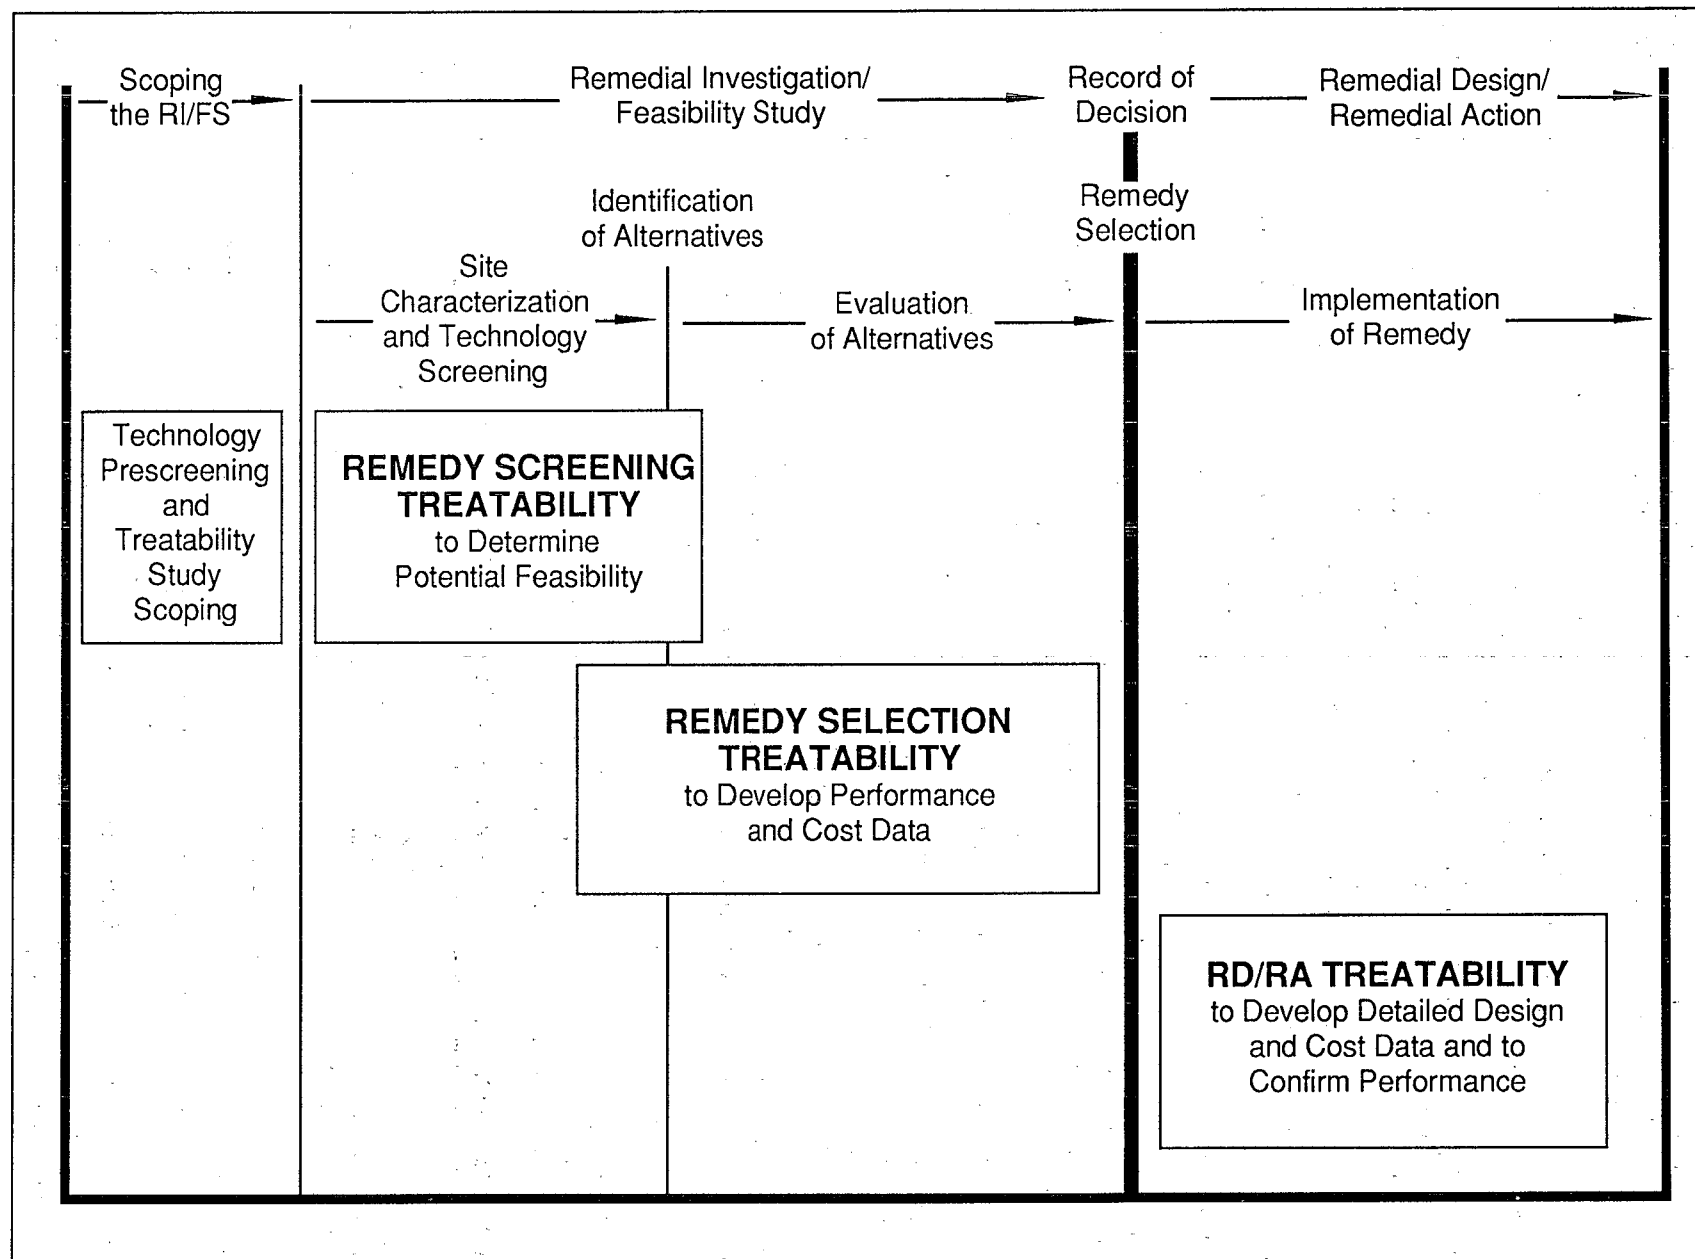 Scoping
the RI/FS
Remedial Investigation/
Feasibility Study
Record of
Decision
Remedial Design/
Remedial Action
Identification
of Alternatives
Remedy
Selection
Site
Characterization
and Technology
Screening
Evaluation
of Alternatives
Implementation
of Remedy
Technology
Prescreening
and
Treatability
Study
Scoping
REMEDY SCREENING
TREATABILITY
to Determine
Potential Feasibility
REMEDY SELECTION
TREATABILITY
to Develop Performance
and Cost Data
RD/RA TREATABILITY
to Develop Detailed Design
and Cost Data and to
Confirm Performance